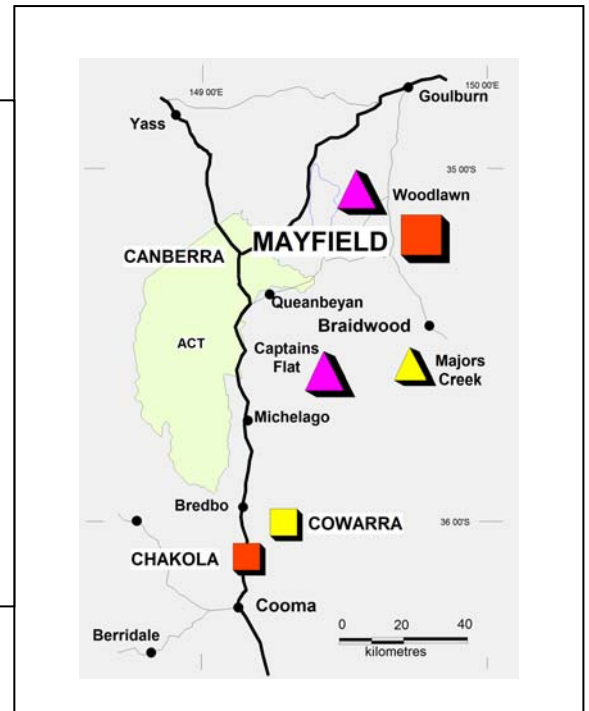 149 00'E
150 00'E
Goulburn
Yass
35 00'S
Woodlawn
MAYFIELD
CANBERRA
Queanbeyan
Braidwood
ACT
Captains
Flat
Majors
Creek
Michelago
Bredbo
COWARRA
36 00'S
CHAKOLA
Cooma
Berridale
0 20 40
kilometres